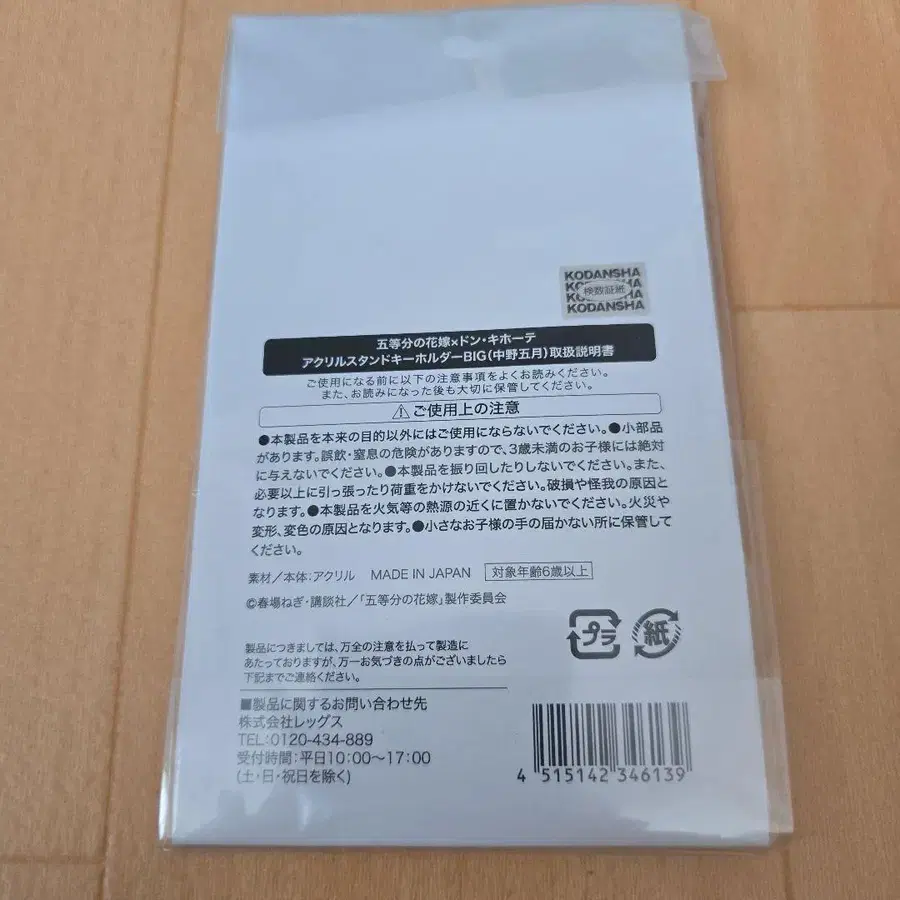 KODANSHA
検数証紙
KODANSHA
五等分の花嫁×ドン・キホーテ
アクリルスタンドキーホルダーBIG(中野五月)取扱説明書
ご使用になる前に以下の注意事項をよくお読みください。
また、お読みになった後も大切に保管してください。
ご使用上の注意
●本製品を本来の目的以外にはご使用にならないでください。●小部品
があります。誤飲・窒息の危険がありますので、3歳未満のお子様には絶対
に与えないでください。●本製品を振り回したりしないでください。また、
必要以上に引っ張ったり荷重をかけないでください。破損や怪我の原因と
なります。●本製品を火気等の熱源の近くに置かないでください。火災や
変形、変色の原因となります。●小さなお子様の手の届かない所に保管して
ください。
素材/本体:アクリル MADE IN JAPAN 対象年齢6歳以上
©春場ねぎ・講談社/「五等分の花嫁」製作委員会
プラ
紙
製品につきましては、万全の注意を払って製造に
あたっておりますが、万一お気づきの点がございましたら
下記までご連絡ください。
■製品に関するお問い合わせ先
株式会社レッグス
TEL:0120-434-889
受付時間:平日10:00〜17:00
(土・日・祝日を除く)
4 515142 346139